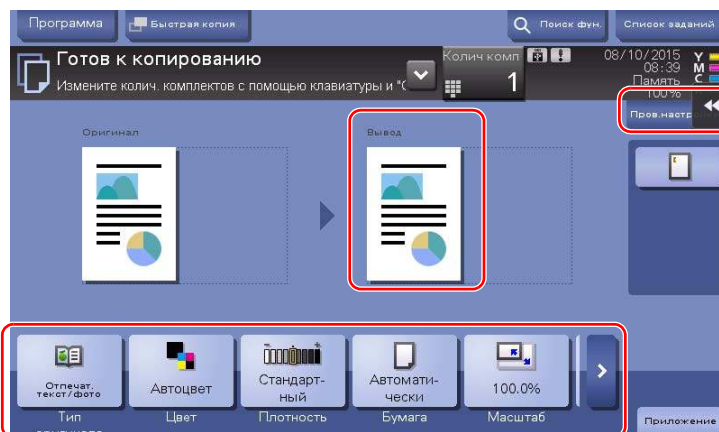 Программа
Быстрая копия
Поиск фун.
Список заданий
Готов к копированию
Измените колич. комплектов с помощью клавиатуры и "С
Колич комп
1
08/10/2015
08:39
Память
100%
Y
M
C
Пров.настр
Оригинал
Вывод
Отпечат.
текст/фото
Автоцвет
Стандарт-
ный
Автомати-
чески
100.0%
Тип
Цвет
Плотность
Бумага
Масштаб
Приложение